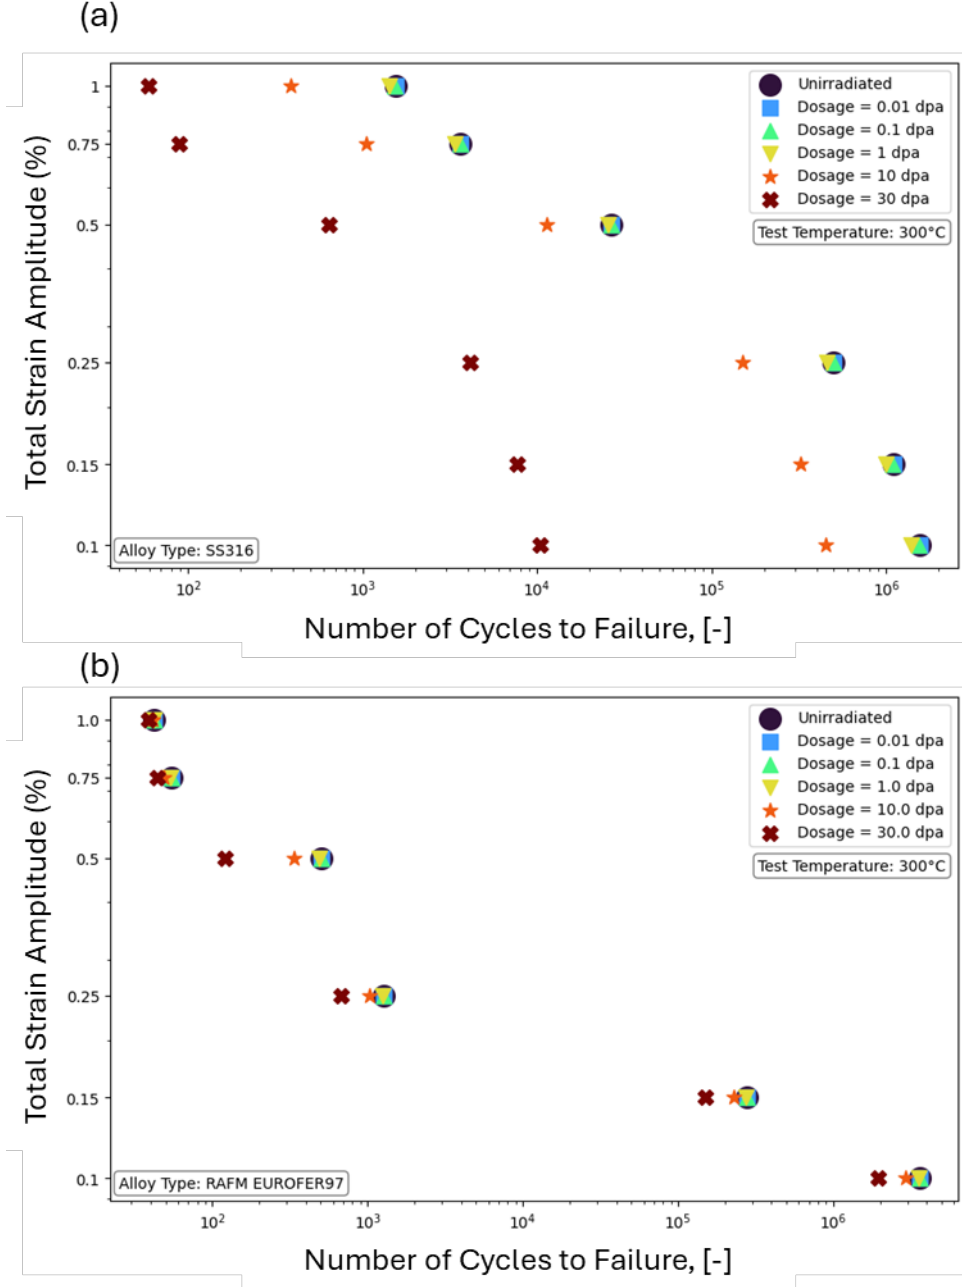 (a)
Total Strain Amplitude (%)
1
0.75
0.5
0.25
0.15
0.1
Unirradiated
Dosage = 0.01 dpa
Dosage = 0.1 dpa
Dosage = 1 dpa
Dosage = 10 dpa
Dosage = 30 dpa
Test Temperature: 300°C
Alloy Type: SS316
10² 10³ 10⁴ 10⁵ 10⁶
Number of Cycles to Failure, [-]
(b)
Total Strain Amplitude (%)
1.0
0.75
0.5
0.25
0.15
0.1
Unirradiated
Dosage = 0.01 dpa
Dosage = 0.1 dpa
Dosage = 1.0 dpa
Dosage = 10.0 dpa
Dosage = 30.0 dpa
Test Temperature: 300°C
Alloy Type: RAFM EUROFER97
10² 10³ 10⁴ 10⁵ 10⁶
Number of Cycles to Failure, [-]